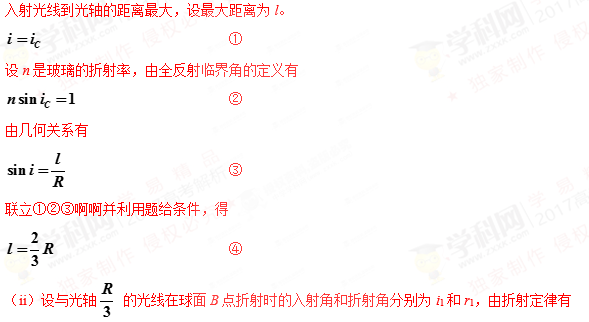 入射光线到光轴的距离最大，设最大距离为 l。
i = i_C ①
设 n 是玻璃的折射率，由全反射临界角的定义有
n sin i_C = 1 ②
由几何关系有
sin i = l/R ③
联立①②③啊啊并利用题给条件，得
l = 2/3 R ④
（ii）设与光轴 R/3 的光线在球面 B 点折射时的入射角和折射角分别为 i₁ 和 r₁，由折射定律有